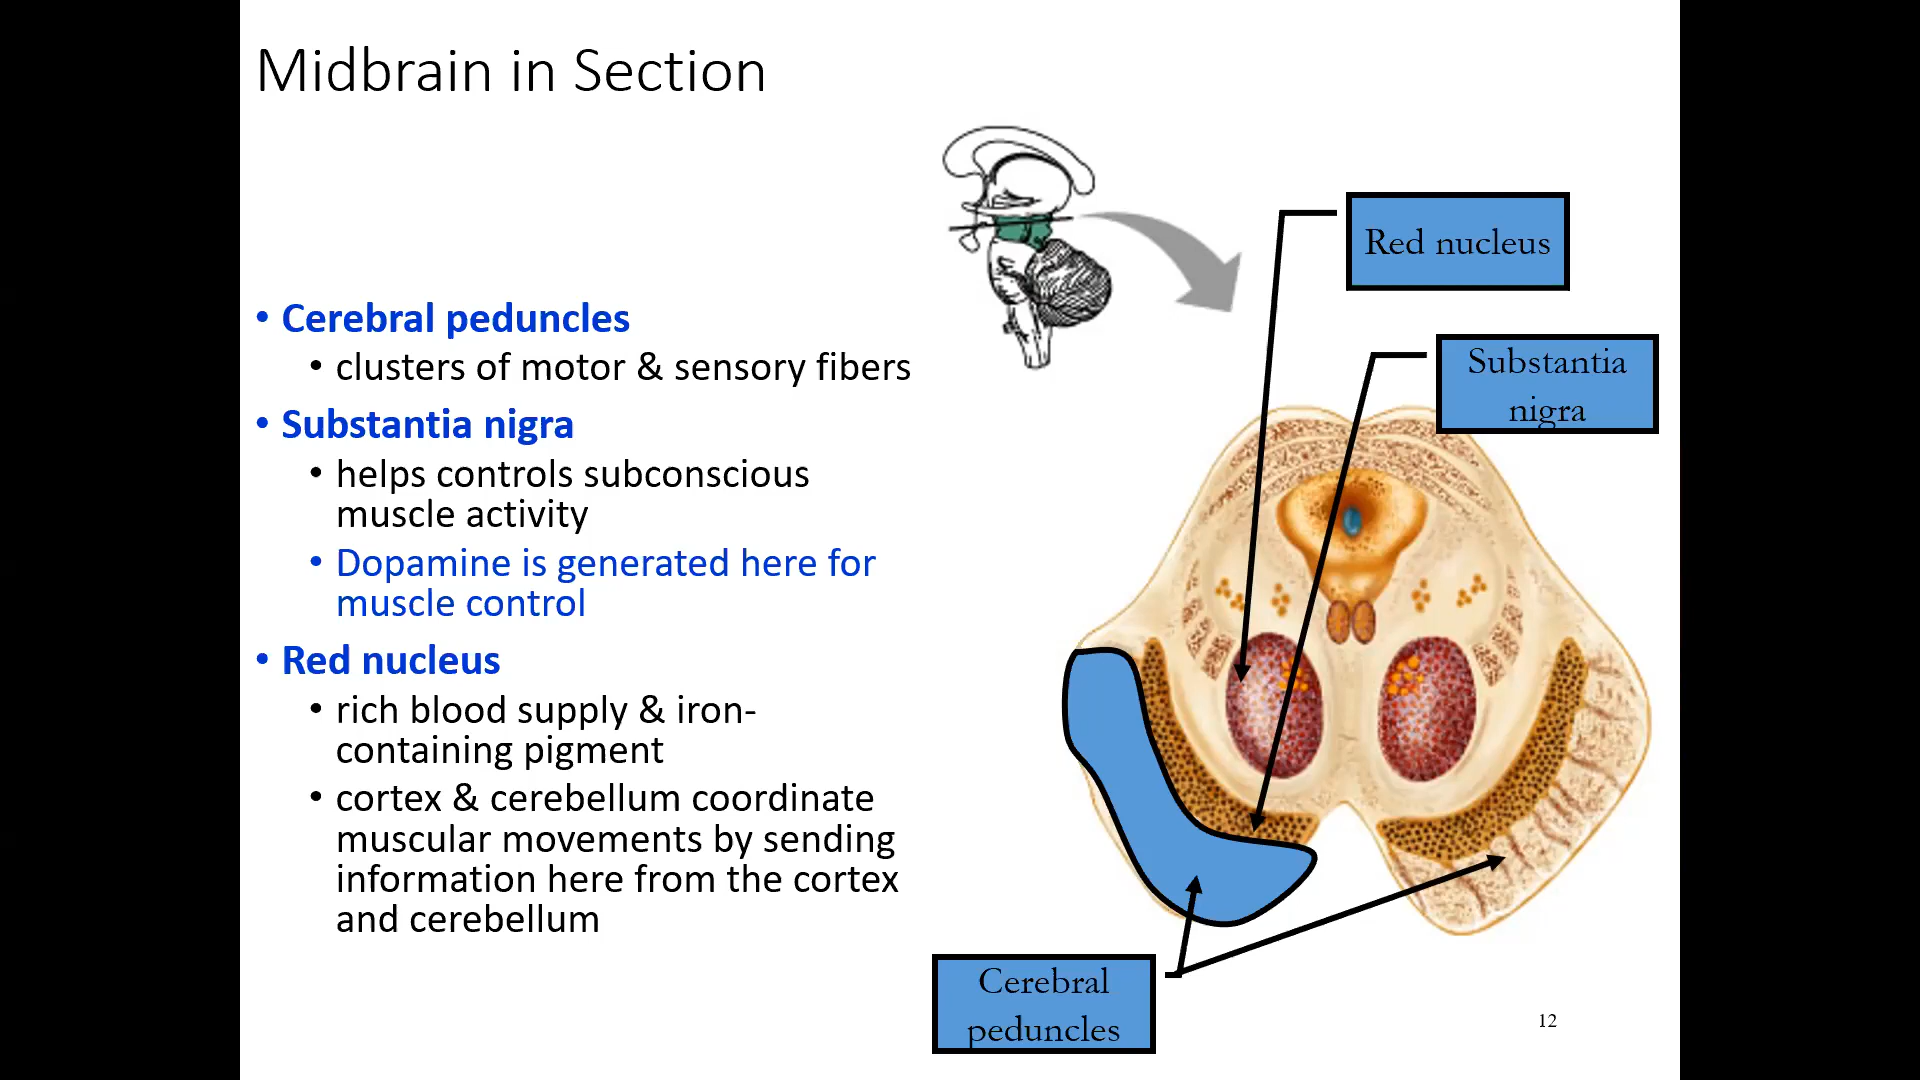 Midbrain in Section
• Cerebral peduncles
• clusters of motor & sensory fibers
• Substantia nigra
• helps controls subconscious
muscle activity
• Dopamine is generated here for
muscle control
• Red nucleus
• rich blood supply & iron-
containing pigment
• cortex & cerebellum coordinate
muscular movements by sending
information here from the cortex
and cerebellum
Red nucleus
Substantia
nigra
Cerebral
peduncles
12